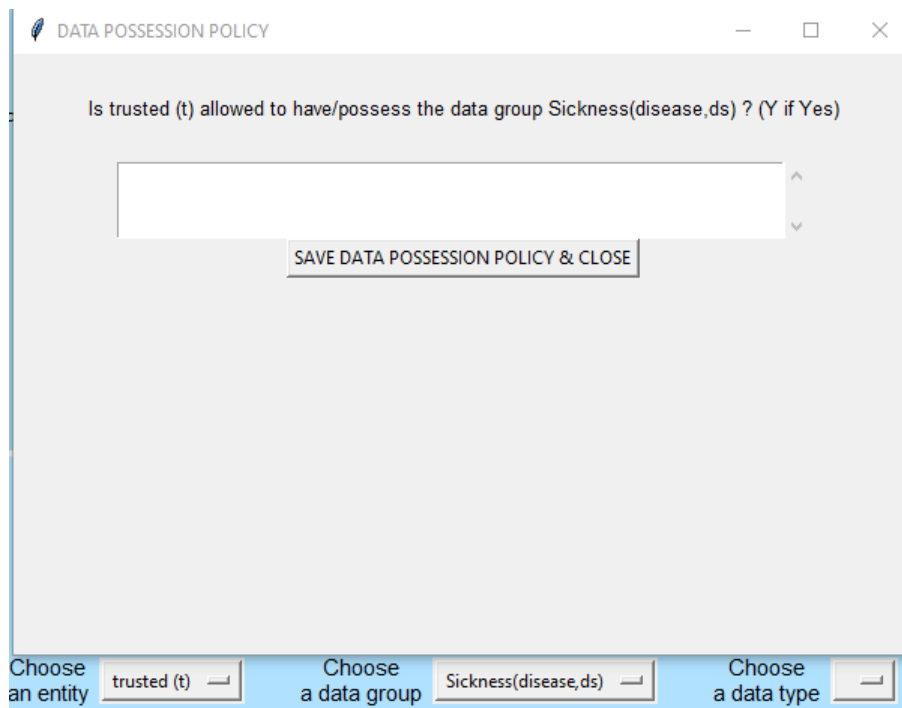 DATA POSSESSION POLICY
Is trusted (t) allowed to have/possess the data group Sickness(disease,ds) ? (Y if Yes)
SAVE DATA POSSESSION POLICY & CLOSE
Choose
an entity
trusted (t)
Choose
a data group
Sickness(disease,ds)
Choose
a data type